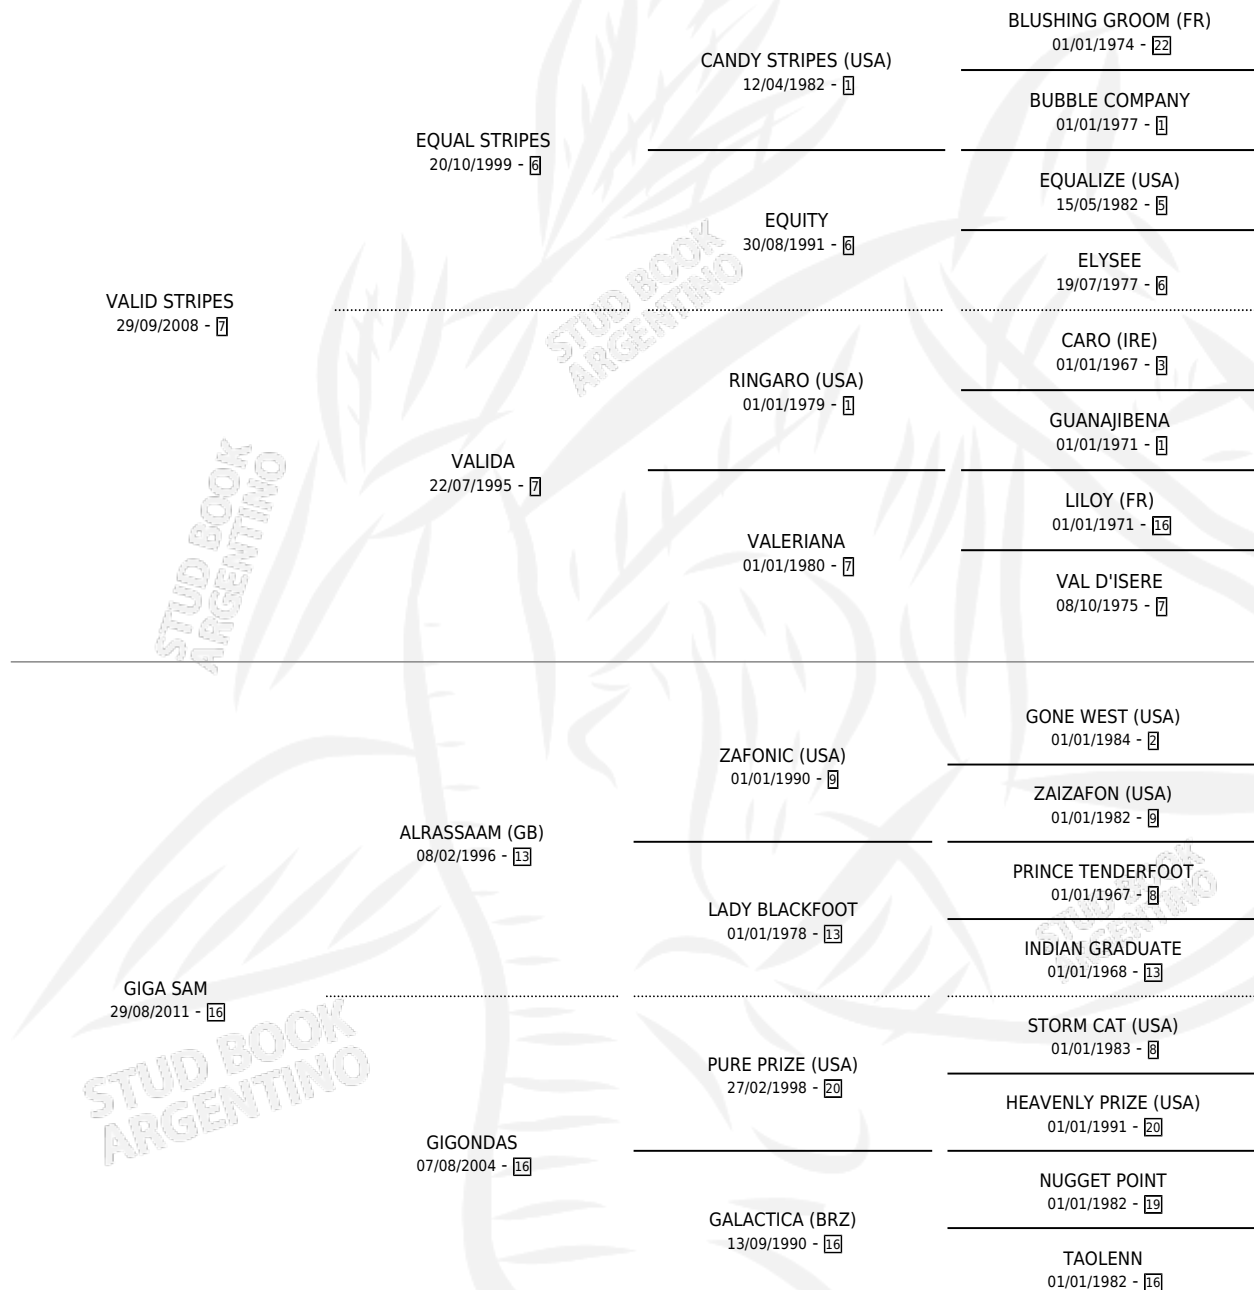 BLUSHING GROOM (FR)
01/01/1974 - 22
CANDY STRIPES (USA)
12/04/1982 - 1
BUBBLE COMPANY
01/01/1977 - 1
EQUAL STRIPES
20/10/1999 - 6
EQUALIZE (USA)
15/05/1982 - 5
EQUITY
30/08/1991 - 6
ELYSEE
19/07/1977 - 6
VALID STRIPES
29/09/2008 - 7
CARO (IRE)
01/01/1967 - 3
RINGARO (USA)
01/01/1979 - 1
GUANAJIBENA
01/01/1971 - 1
VALIDA
22/07/1995 - 7
LILOY (FR)
01/01/1971 - 16
VALERIANA
01/01/1980 - 7
VAL D'ISERE
08/10/1975 - 7
GONE WEST (USA)
01/01/1984 - 2
ZAFONIC (USA)
01/01/1990 - 9
ZAIZAFON (USA)
01/01/1982 - 9
ALRASSAAM (GB)
08/02/1996 - 13
PRINCE TENDERFOOT
01/01/1967 - 8
LADY BLACKFOOT
01/01/1978 - 13
INDIAN GRADUATE
01/01/1968 - 13
GIGA SAM
29/08/2011 - 16
STORM CAT (USA)
01/01/1983 - 8
PURE PRIZE (USA)
27/02/1998 - 20
HEAVENLY PRIZE (USA)
01/01/1991 - 20
GIGONDAS
07/08/2004 - 16
NUGGET POINT
01/01/1982 - 19
GALACTICA (BRZ)
13/09/1990 - 16
TAOLENN
01/01/1982 - 16
STUD BOOK
ARGENTINO
STUD BOOK
ARGENTINO
STUD BOOK
ARGENTINO
STUD BOOK
ARGENTINO